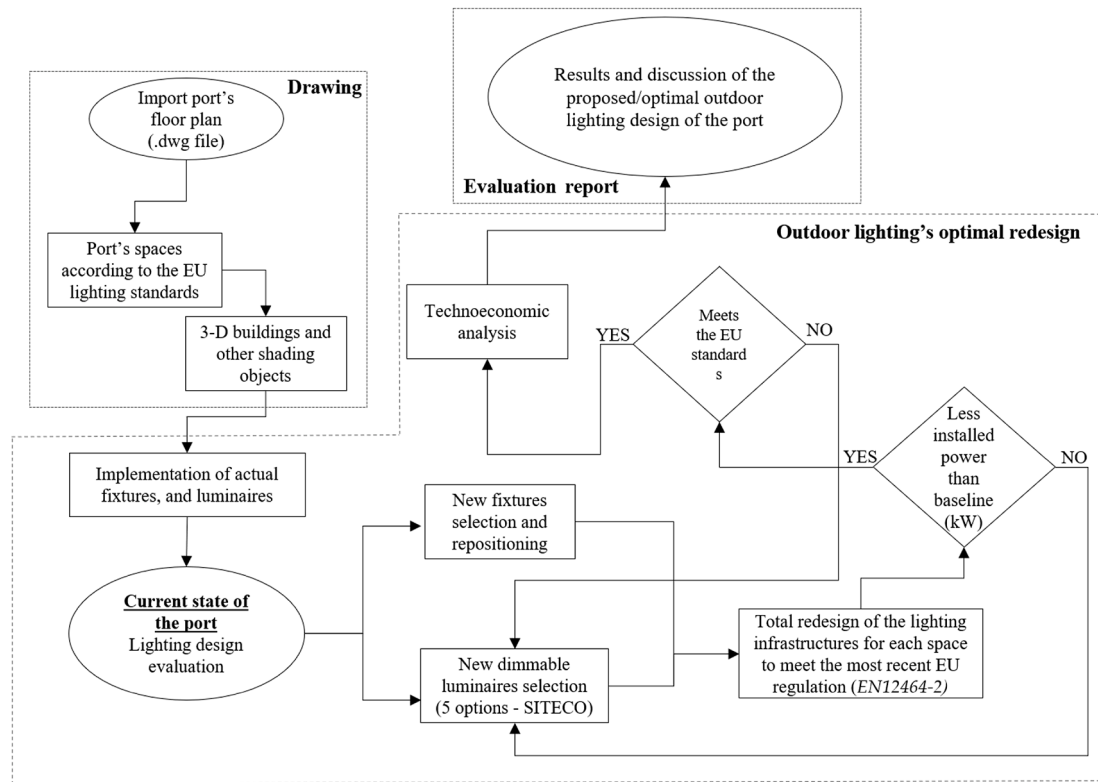 Drawing
Import port's
floor plan
(.dwg file)
Port's spaces
according to the EU
lighting standards
3-D buildings and
other shading
objects
Results and discussion of the
proposed/optimal outdoor
lighting design of the port
Evaluation report
Outdoor lighting's optimal redesign
Implementation of actual
fixtures, and luminaires
Current state of
the port
Lighting design
evaluation
New fixtures
selection and
repositioning
New dimmable
luminaires selection
(5 options - SITECO)
Total redesign of the lighting
infrastructures for each space
to meet the most recent EU
regulation (EN12464-2)
Less
installed
power
than
baseline
(kW)
YES
NO
Meets
the EU
standard
s
YES
NO
Technoeconomic
analysis